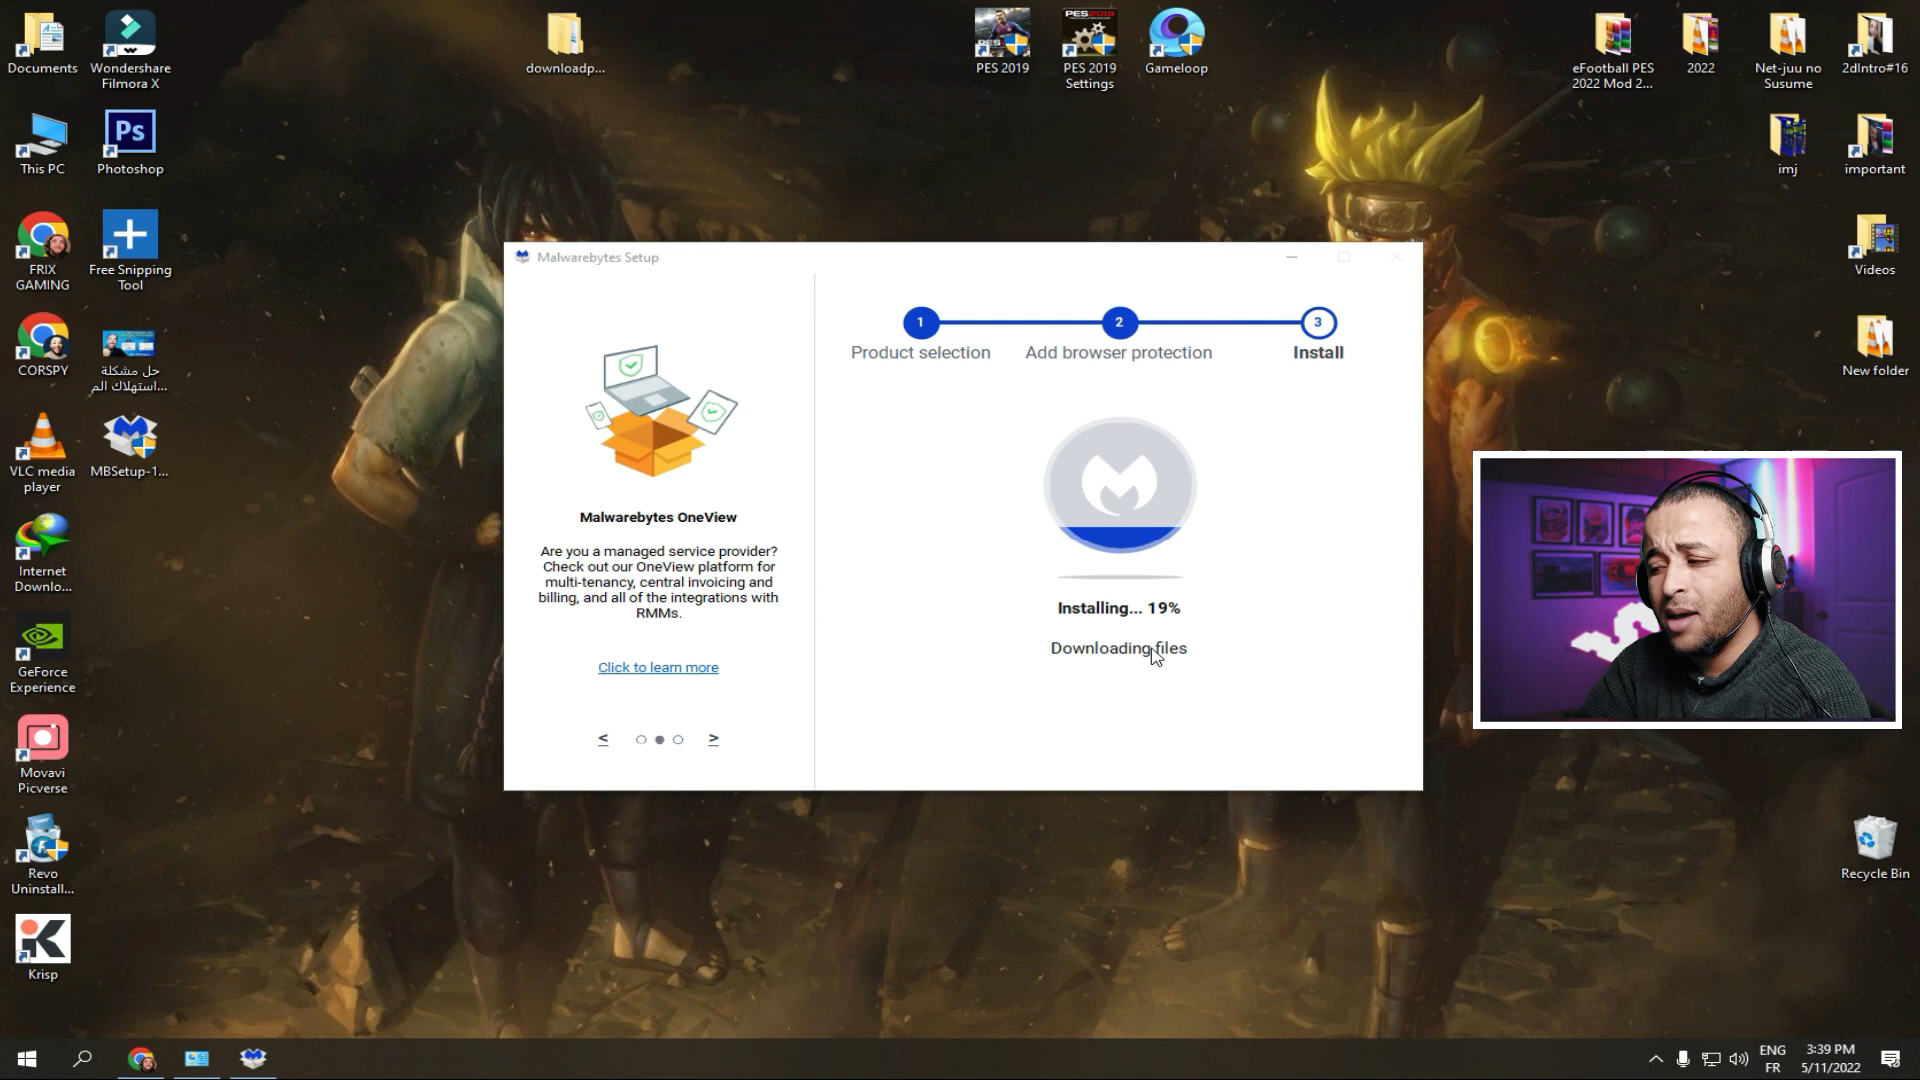 Documents
Wondershare
Filmora X
downloadp...
PES 2019
PES 2019
Settings
Gameloop
eFootball PES
2022 Mod 2...
2022
Net-juu no
Susume
2dIntro#16
This PC
Ps
Photoshop
imj
important
FRIX
GAMING
Free Snipping
Tool
Videos
CORSPY
حل مشكلة
استهلاك الم...
New folder
VLC media
player
MBSetup-1...
Internet
Downlo...
GeForce
Experience
Movavi
Picverse
Revo
Uninstall...
Krisp
Recycle Bin
Malwarebytes Setup
1
2
3
Product selection
Add browser protection
Install
Malwarebytes OneView
Are you a managed service provider?
Check out our OneView platform for
multi-tenancy, central invoicing and
billing, and all of the integrations with
RMMs.
Click to learn more
< >
Installing... 19%
Downloading files
ENG
FR
3:39 PM
5/11/2022